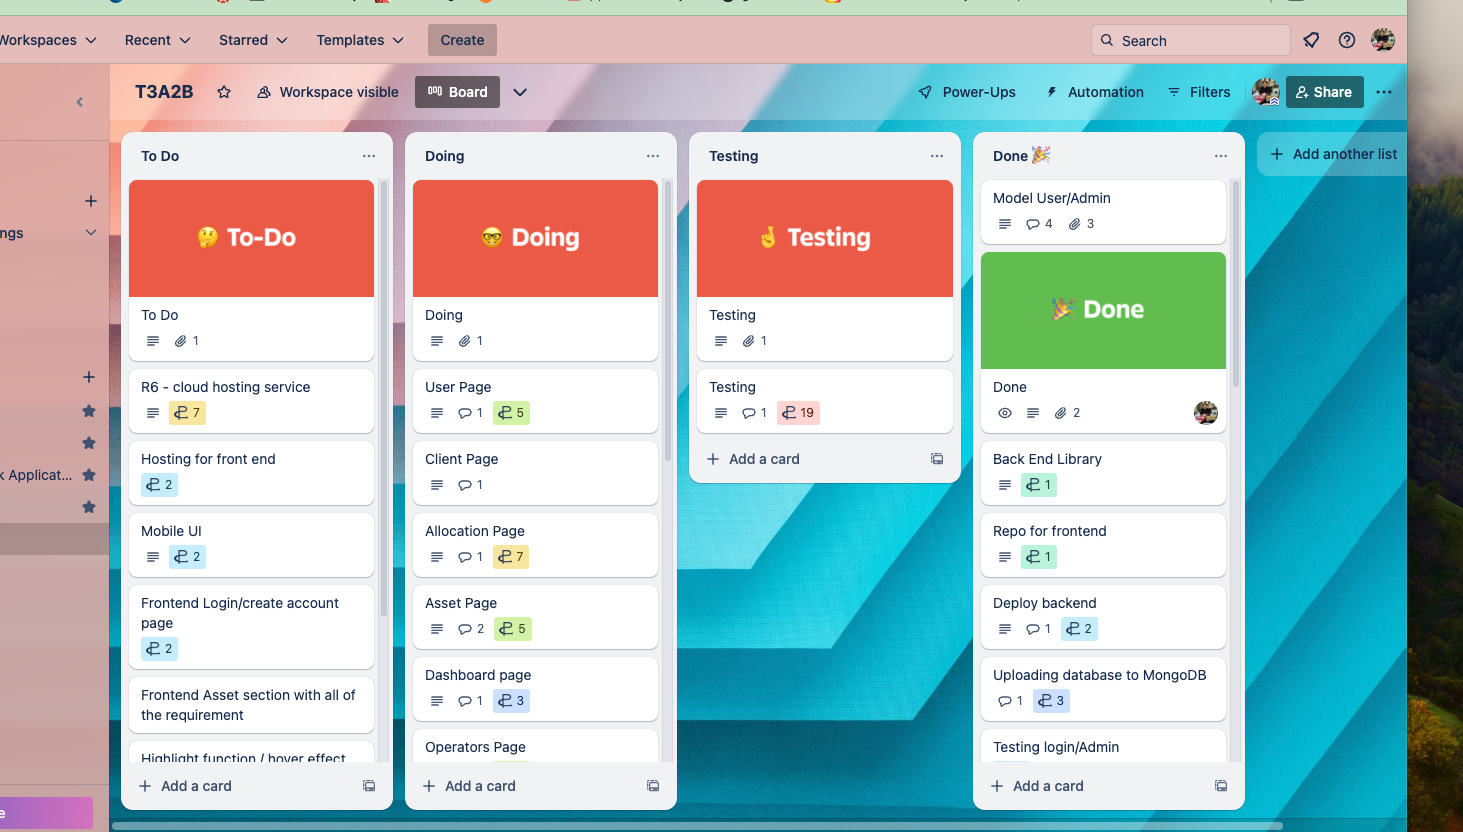 Workspaces
Recent
Starred
Templates
Create
Search
T3A2B
Workspace visible
Board
Power-Ups
Automation
Filters
Share
ngs
k Applicat...
e
To Do
To-Do
To Do
1
R6 - cloud hosting service
7
Hosting for front end
2
Mobile UI
2
Frontend Login/create account
page
2
Frontend Asset section with all of
the requirement
Highlight function / hover effect
Add a card
Doing
Doing
Doing
1
User Page
1 5
Client Page
1
Allocation Page
1 7
Asset Page
2 5
Dashboard page
1 3
Operators Page
Add a card
Testing
Testing
Testing
1
Testing
1 19
Add a card
Done
Model User/Admin
4 3
Done
Done
2
Back End Library
1
Repo for frontend
1
Deploy backend
1 2
Uploading database to MongoDB
1 3
Testing login/Admin
Add a card
Add another list